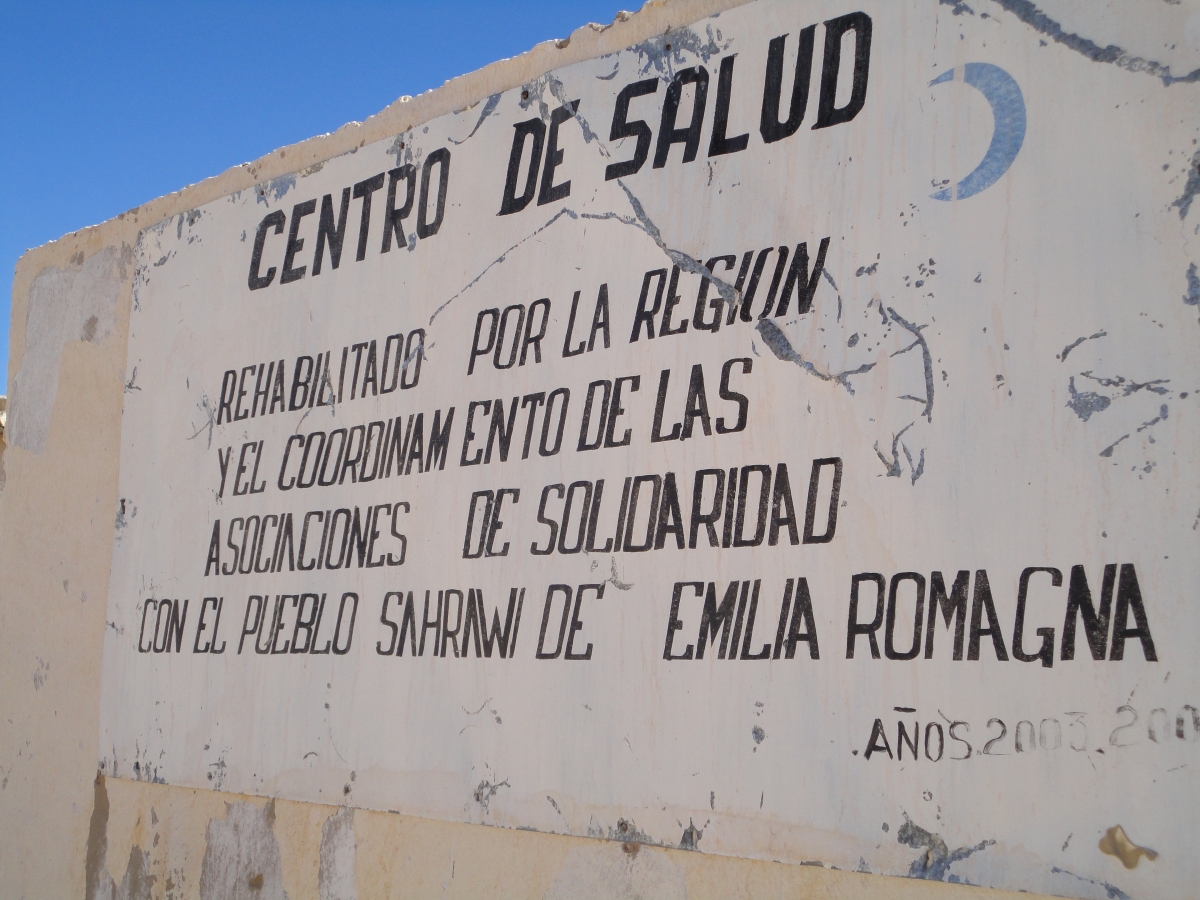 CENTRO DE SALUD
REHABILITADO POR LA REGION
Y EL COORDINAMENTO DE LAS
ASOCIACIONES DE SOLIDARIDAD
CON EL PUEBLO SAHRAWI DE EMILIA ROMAGNA
AÑOS. 2003.